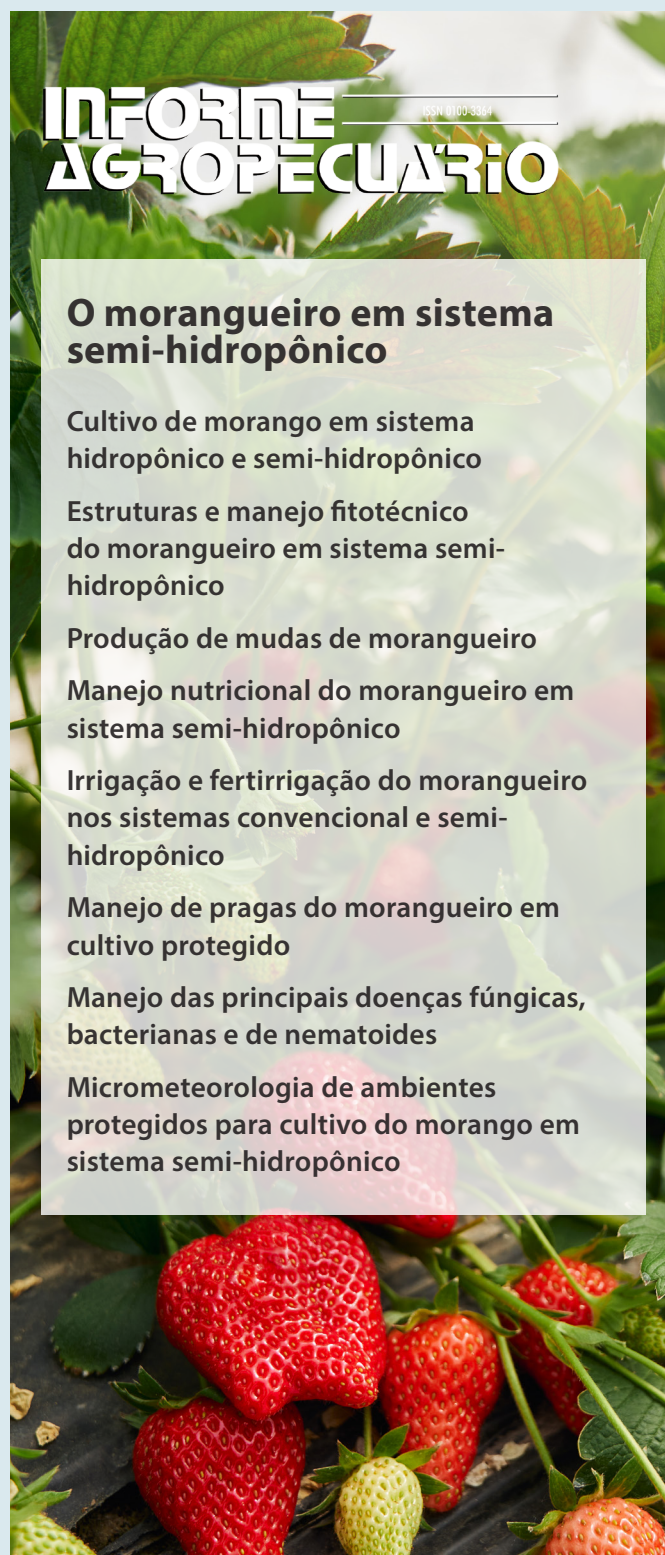 INFORME
ISSN 0100-3364
AGROPECUÁRIO
O morangueiro em sistema
semi-hidropônico
Cultivo de morango em sistema
hidropônico e semi-hidropônico
Estruturas e manejo fitotécnico
do morangueiro em sistema semi-
hidropônico
Produção de mudas de morangueiro
Manejo nutricional do morangueiro em
sistema semi-hidropônico
Irrigação e fertirrigação do morangueiro
nos sistemas convencional e semi-
hidropônico
Manejo de pragas do morangueiro em
cultivo protegido
Manejo das principais doenças fúngicas,
bacterianas e de nematoides
Micrometeorologia de ambientes
protegidos para cultivo do morango em
sistema semi-hidropônico